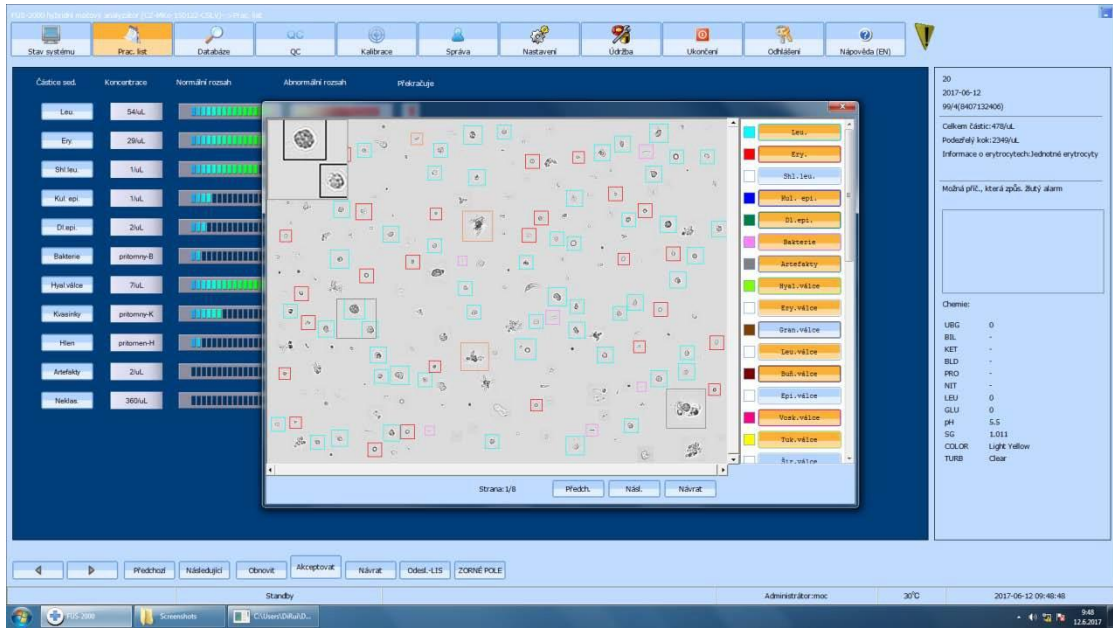 Stav systému
Prac. list
Databáze
QC
QC
Kalibrace
Správa
Nastavení
Údržba
Ukončení
Odhlášení
Nápověda (EN)
Částice sed. Koncentrace Normální rozsah Abnormální rozsah Překračuje
Leu. 54/uL
Ery. 29/uL
Shl.leu. 1/uL
Kul. epi. 1/uL
Dl.epi. 2/uL
Bakterie pritomny-B
Hyal.válce 7/uL
Kvasinky pritomny-K
Hlen pritomen-H
Artefakty 2/uL
Neklas. 360/uL
Leu.
Ery.
Shl.leu.
Kul. epi.
Dl.epi.
Bakterie
Artefakty
Hyal.válce
Ery.válce
Gran.válce
Leu.válce
Buň.válce
Epi.válce
Vosk.válce
Tuk.válce
Šir.válce
Strana:1/8 Předch. Násl. Návrat
20
2017-06-12
99/4(8407132406)
Celkem částic:478/uL
Podezřelý kok:2349/uL
Informace o erytrocytech:Jednotné erytrocyty
Možná příč., která způs. žlutý alarm
Chemie:
UBG 0
BIL -
KET -
BLD -
PRO -
NIT -
LEU 0
GLU 0
pH 5.5
SG 1.011
COLOR Light Yellow
TURB Clear
Předchozí Následující Obnovit Akceptovat Návrat Odesl.-LIS ZORNÉ POLE
Standby Administrátor:moc 30°C 2017-06-12 09:48:48
FUS-2000 Screenshots C:\Users\DiRui\D... 9:48
12.6.2017